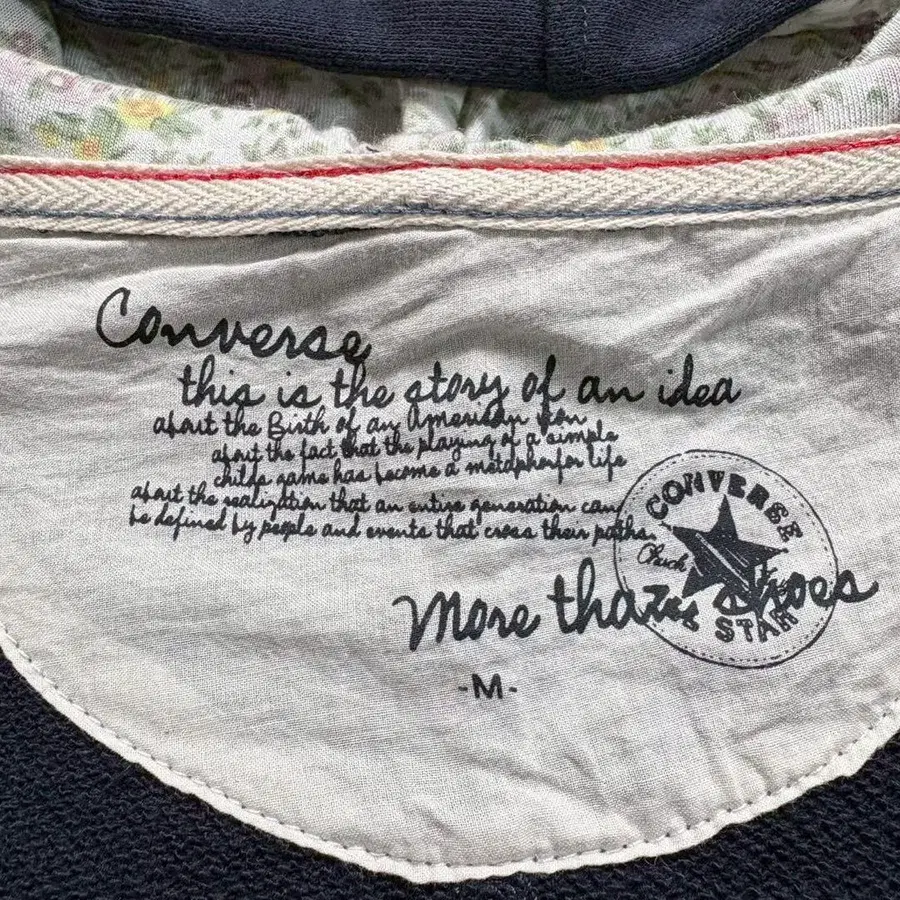 Converse
this is the story of an idea
about the Birth of an American Icon
about the fact that the playing of a simple
childs game has become a metaphorfor life
about the realization that an entire generation can
be defined by people and events that cross their paths.
CONVERSE
Chuck
STAR
More than shoes
-M-